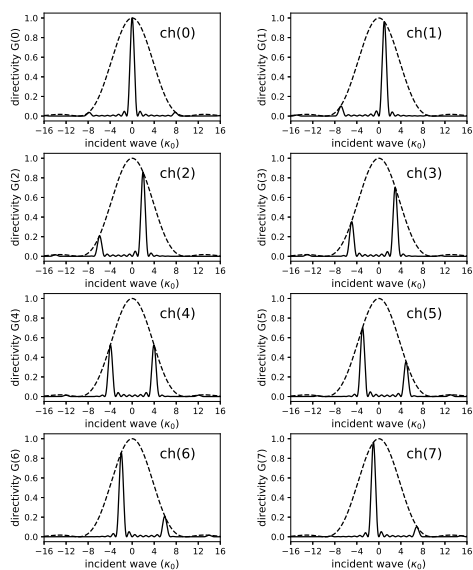 directivity G(0)
1.0
0.8
0.6
0.4
0.2
0.0
ch(0)
−16 −12 −8 −4 0 4 8 12 16
incident wave (κ₀)
directivity G(1)
1.0
0.8
0.6
0.4
0.2
0.0
ch(1)
−16 −12 −8 −4 0 4 8 12 16
incident wave (κ₀)
directivity G(2)
1.0
0.8
0.6
0.4
0.2
0.0
ch(2)
−16 −12 −8 −4 0 4 8 12 16
incident wave (κ₀)
directivity G(3)
1.0
0.8
0.6
0.4
0.2
0.0
ch(3)
−16 −12 −8 −4 0 4 8 12 16
incident wave (κ₀)
directivity G(4)
1.0
0.8
0.6
0.4
0.2
0.0
ch(4)
−16 −12 −8 −4 0 4 8 12 16
incident wave (κ₀)
directivity G(5)
1.0
0.8
0.6
0.4
0.2
0.0
ch(5)
−16 −12 −8 −4 0 4 8 12 16
incident wave (κ₀)
directivity G(6)
1.0
0.8
0.6
0.4
0.2
0.0
ch(6)
−16 −12 −8 −4 0 4 8 12 16
incident wave (κ₀)
directivity G(7)
1.0
0.8
0.6
0.4
0.2
0.0
ch(7)
−16 −12 −8 −4 0 4 8 12 16
incident wave (κ₀)